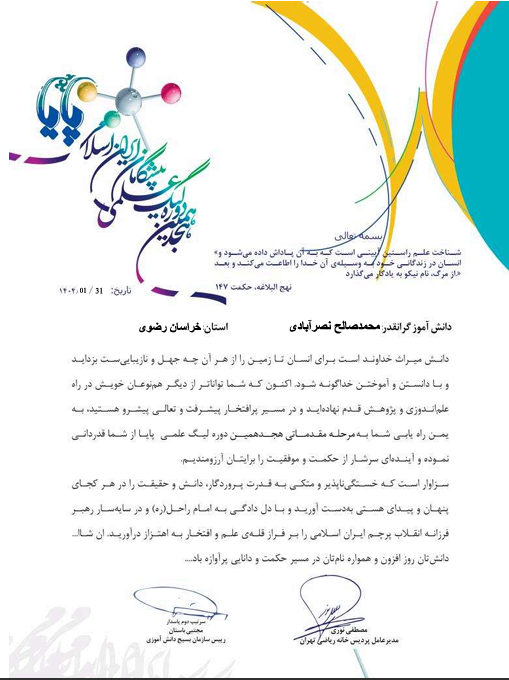 پایا
هجدهمین دوره لیگ علمی
پیشگامان ایران اسلامی
بسمه تعالی
شناخت علم راستین آیینی است که به آن پاداش داده می‌شود و»
انسان در زندگانی خود به وسیله‌ی آن خدا را اطاعت می‌کند و بعد
«.از مرگ، نام نیکو به یادگار می‌گذارد
نهج البلاغه، حکمت ۱۴۷
تاریخ: 31 / 01 /۱۴۰۲
دانش آموز گرانقدر: محمدصالح نصرآبادی استان: خراسان رضوی
دانش میراث خداوند است برای انسان تا زمین را از هر آن چه جهل و نازیبایی‌ست بزداید
و با دانستن و آموختن خداگونه شود. اکنون که شما تواناتر از دیگر هم‌نوعان خویش در راه
علم‌اندوزی و پژوهش قدم نهاده‌اید و در مسیر پرافتخار پیشرفت و تعالی پیشرو هستید، به
یمن راه یابی شما به مرحله مقدماتی هجدهمین دوره لیگ علمی پایا از شما قدردانی
نموده و آینده‌ای سرشار از حکمت و موفقیت را برایتان آرزومندیم.
سزاوار است که خستگی‌ناپذیر و متکی به قدرت پروردگار، دانش و حقیقت را در هر کجای
پنهان و پیدای هستی به‌دست آورید و با دل دادگی به امام راحل(ره) و در سایه‌سار رهبر
فرزانه انقلاب پرچم ایران اسلامی را بر فراز قله‌ی علم و افتخار به اهتزاز درآورید. ان شاا...
دانش‌تان روز افزون و همواره نام‌تان در مسیر حکمت و دانایی پرآوازه باد....
مصطفی نوری
مدیرعامل پردیس خانه ریاضی تهران
سرتیپ دوم پاسدار
مجتبی باستان
رییس سازمان بسیج دانش آموزی